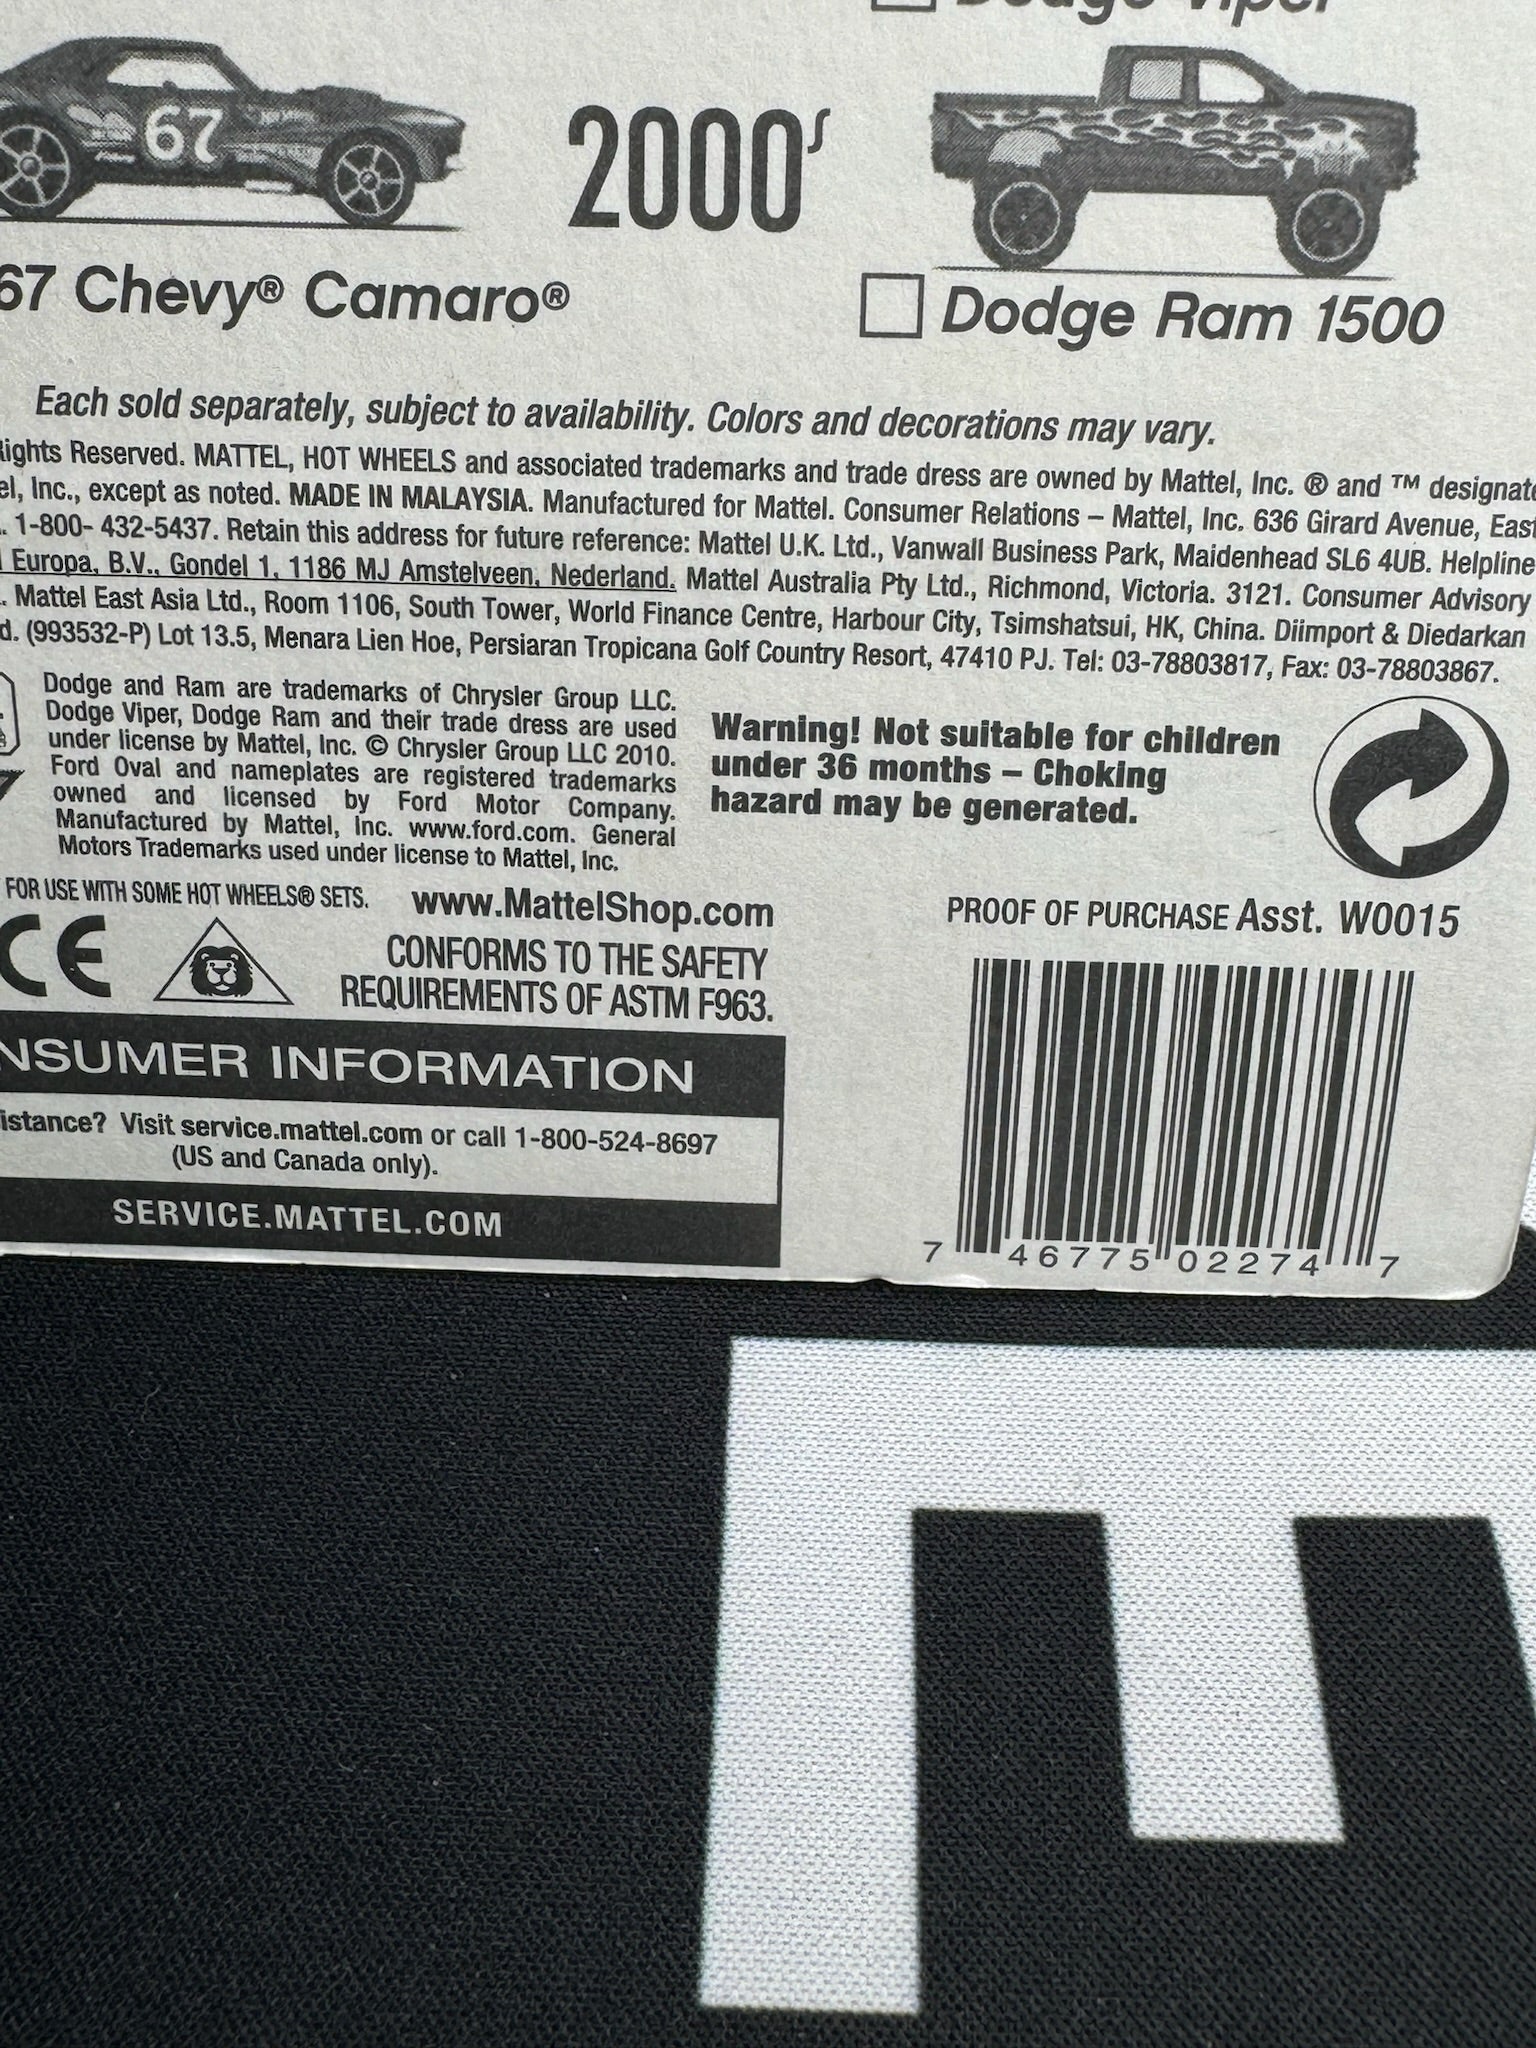 Dodge Viper
67
2000's
67 Chevy® Camaro®
Dodge Ram 1500
Each sold separately, subject to availability. Colors and decorations may vary.
Rights Reserved. MATTEL, HOT WHEELS and associated trademarks and trade dress are owned by Mattel, Inc. ® and ™ designate
el, Inc., except as noted. MADE IN MALAYSIA. Manufactured for Mattel. Consumer Relations – Mattel, Inc. 636 Girard Avenue, East
. 1-800- 432-5437. Retain this address for future reference: Mattel U.K. Ltd., Vanwall Business Park, Maidenhead SL6 4UB. Helpline
Europa, B.V., Gondel 1, 1186 MJ Amstelveen, Nederland. Mattel Australia Pty Ltd., Richmond, Victoria. 3121. Consumer Advisory
. Mattel East Asia Ltd., Room 1106, South Tower, World Finance Centre, Harbour City, Tsimshatsui, HK, China. Diimport & Diedarkan
d. (993532-P) Lot 13.5, Menara Lien Hoe, Persiaran Tropicana Golf Country Resort, 47410 PJ. Tel: 03-78803817, Fax: 03-78803867.
Dodge and Ram are trademarks of Chrysler Group LLC.
Dodge Viper, Dodge Ram and their trade dress are used
under license by Mattel, Inc. © Chrysler Group LLC 2010.
Ford Oval and nameplates are registered trademarks
owned and licensed by Ford Motor Company.
Manufactured by Mattel, Inc. www.ford.com. General
Motors Trademarks used under license to Mattel, Inc.
Warning! Not suitable for children
under 36 months – Choking
hazard may be generated.
FOR USE WITH SOME HOT WHEELS® SETS.
www.MattelShop.com
PROOF OF PURCHASE Asst. W0015
CE
CONFORMS TO THE SAFETY
REQUIREMENTS OF ASTM F963.
NSUMER INFORMATION
istance? Visit service.mattel.com or call 1-800-524-8697
(US and Canada only).
SERVICE.MATTEL.COM
7 46775 02274 7